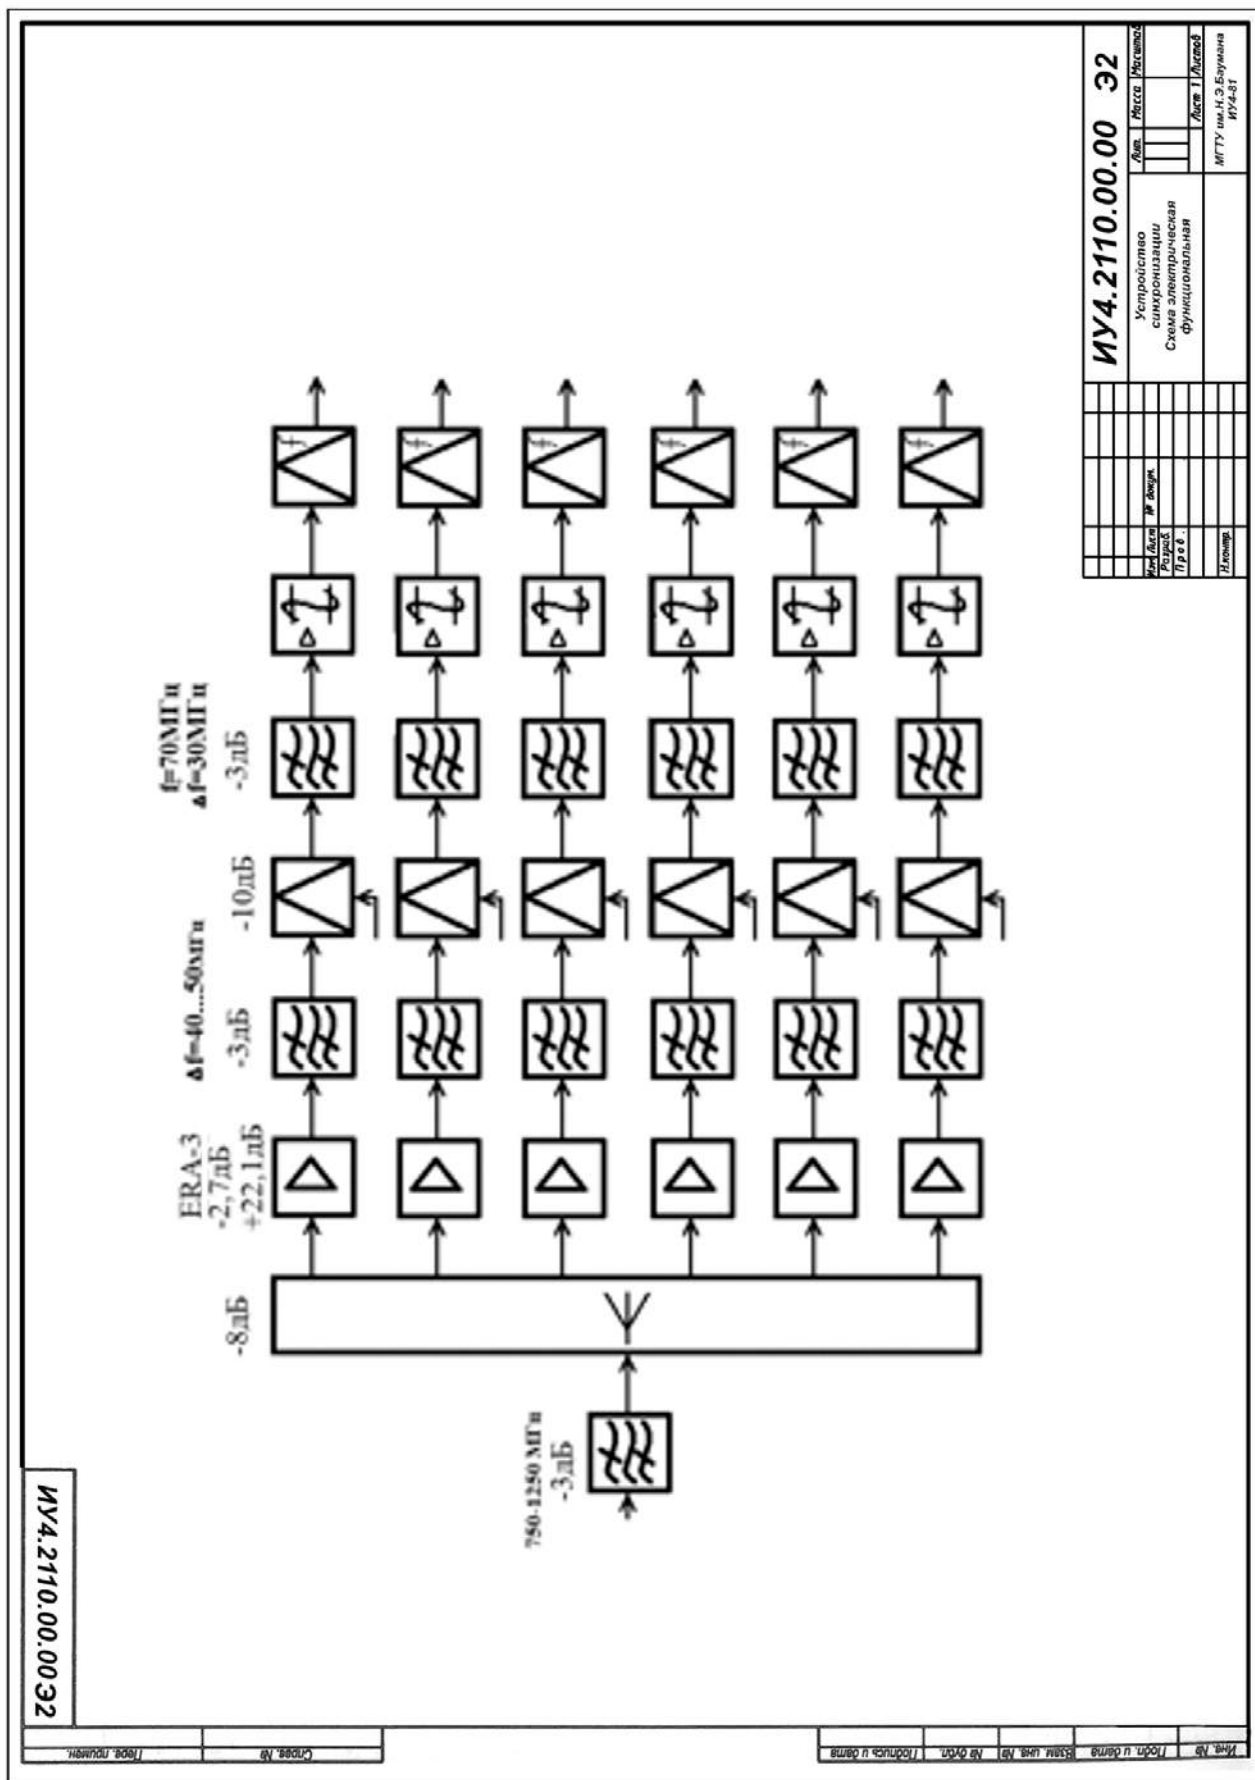 ИУ4.2110.00.00Э2
Перв. примен.
Справ. №
Подпись и дата
№ дубл.
Взам. инв. №
Подп. и дата
Инв. №
750-1250 МГц
-3дБ
-8дБ
ERA-3
-2,7дБ
+22,1дБ
Δf=40...50МГц
-3дБ
-10дБ
f=70МГц
Δf=30МГц
-3дБ
f
f
f
f
f
f
ИУ4.2110.00.00 Э2
Устройство
синхронизации
Схема электрическая
функциональная
Лит. Масса Масштаб
Лист 1 Листов
МГТУ им.Н.Э.Баумана
ИУ4-81
Изм Лист № докум.
Разраб.
Пров.
Н.контр.